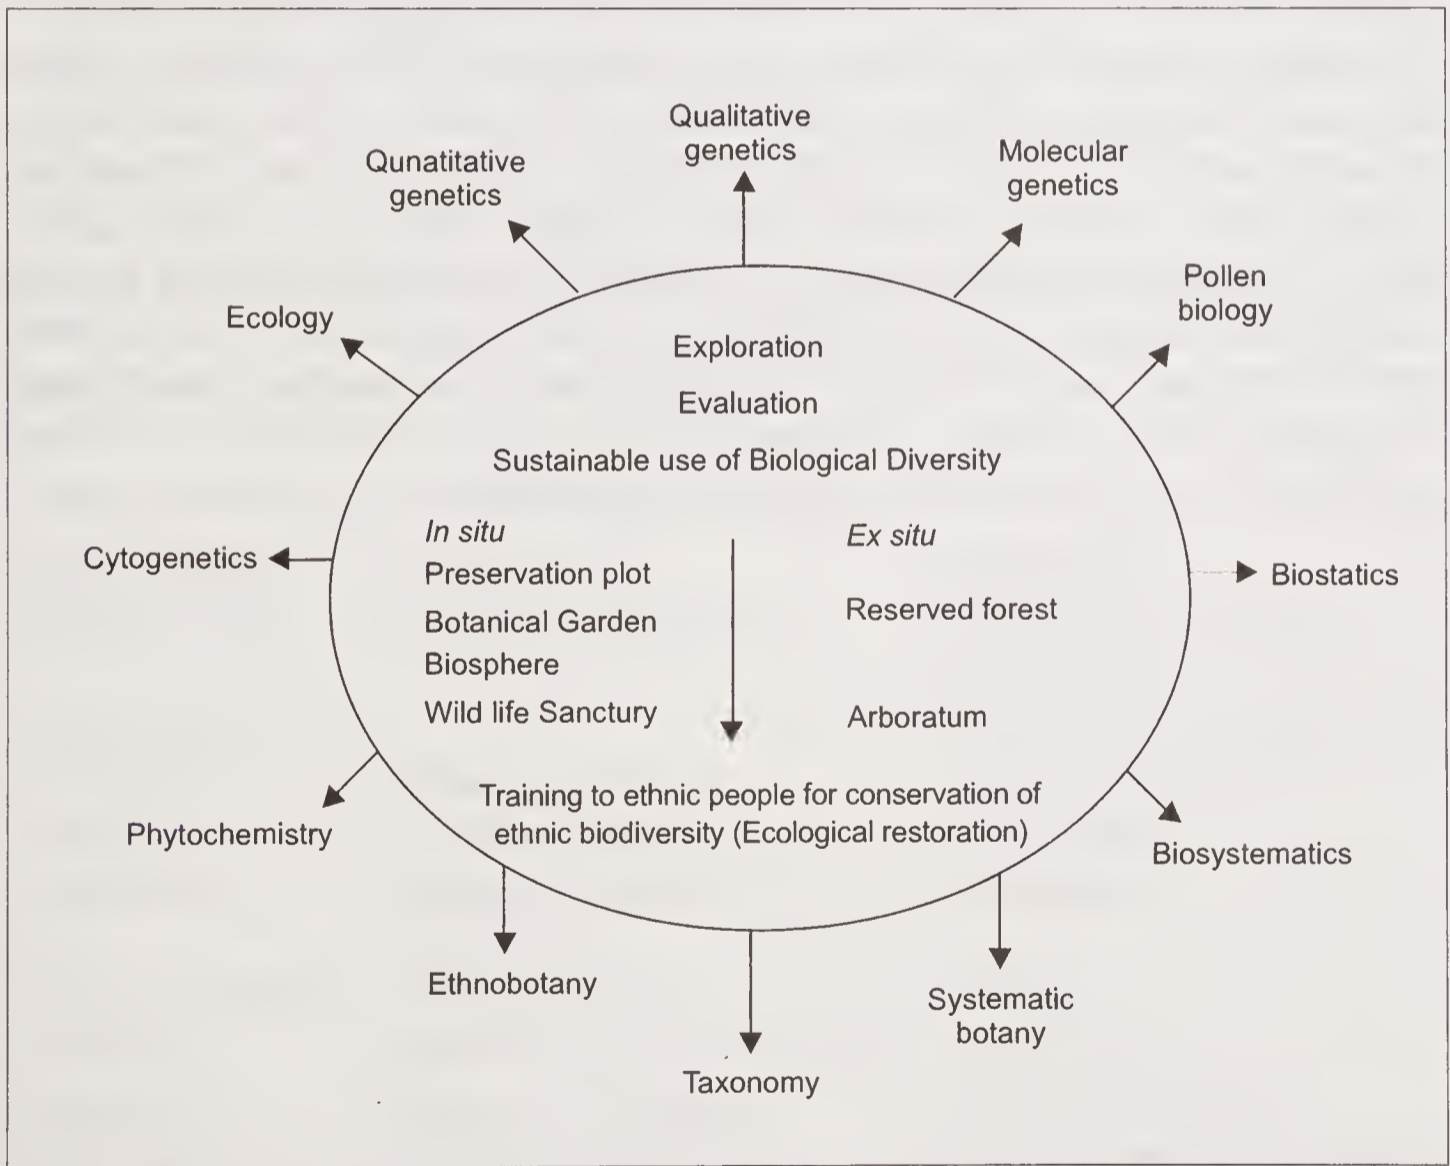 Qualitative
genetics
Qunatitative
genetics
Molecular
genetics
Pollen
biology
Ecology
Exploration
Evaluation
Sustainable use of Biological Diversity
In situ
Preservation plot
Botanical Garden
Biosphere
Wild life Sanctury
Ex situ
Reserved forest
Arboratum
Cytogenetics
Biostatics
Training to ethnic people for conservation of
ethnic biodiversity (Ecological restoration)
Phytochemistry
Biosystematics
Ethnobotany
Systematic
botany
Taxonomy